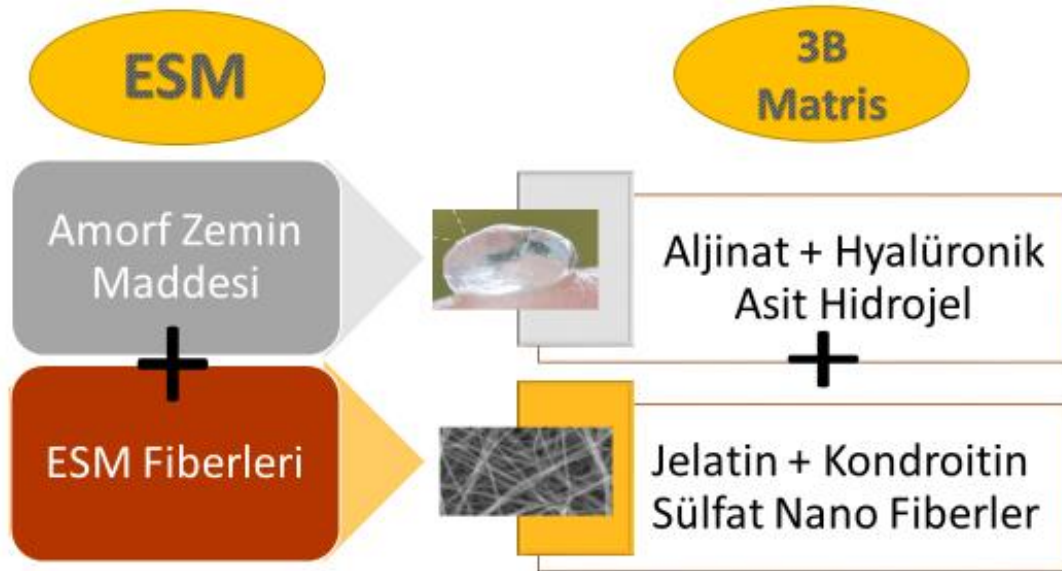 ESM
3B
Matris
Amorf Zemin
Maddesi
Aljinat + Hyalüronik
Asit Hidrojel
+
+
ESM Fiberleri
Jelatin + Kondroitin
Sülfat Nano Fiberler